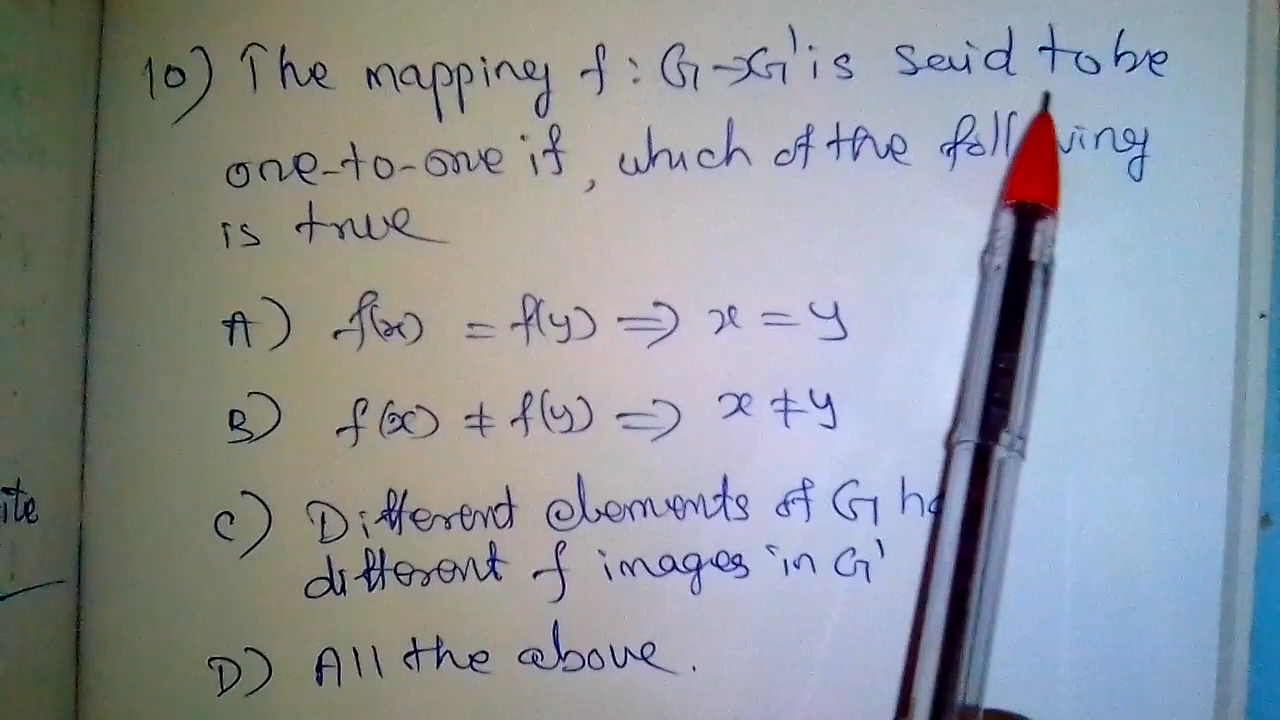 10) The mapping f : G→G' is said to be
one-to-one if, which of the following
is true
A) f(x) = f(y) ⇒ x = y
B) f(x) ≠ f(y) ⇒ x ≠ y
C) Different elements of G
different f images in G'
D) All the above.
ite